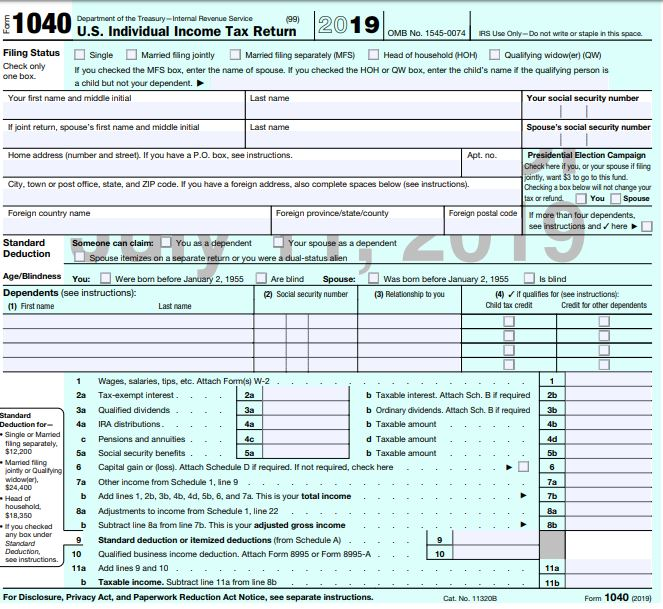 Form 1040 Department of the Treasury—Internal Revenue Service (99)
U.S. Individual Income Tax Return 2019 OMB No. 1545-0074 IRS Use Only—Do not write or staple in this space.
Filing Status Single Married filing jointly Married filing separately (MFS) Head of household (HOH) Qualifying widow(er) (QW)
Check only
one box.
If you checked the MFS box, enter the name of spouse. If you checked the HOH or QW box, enter the child's name if the qualifying person is
a child but not your dependent. ▶
Your first name and middle initial Last name Your social security number
If joint return, spouse's first name and middle initial Last name Spouse's social security number
Home address (number and street). If you have a P.O. box, see instructions. Apt. no.
Presidential Election Campaign
Check here if you, or your spouse if filing
jointly, want $3 to go to this fund.
Checking a box below will not change your
tax or refund. You Spouse
City, town or post office, state, and ZIP code. If you have a foreign address, also complete spaces below (see instructions).
Foreign country name Foreign province/state/county Foreign postal code
If more than four dependents,
see instructions and ✓ here ▶
Standard
Deduction
Someone can claim: You as a dependent Your spouse as a dependent
Spouse itemizes on a separate return or you were a dual-status alien
Age/Blindness You: Were born before January 2, 1955 Are blind Spouse: Was born before January 2, 1955 Is blind
Dependents (see instructions): (2) Social security number (3) Relationship to you (4) ✓ if qualifies for (see instructions):
(1) First name Last name Child tax credit Credit for other dependents
1 Wages, salaries, tips, etc. Attach Form(s) W-2 1
2a Tax-exempt interest 2a b Taxable interest. Attach Sch. B if required 2b
3a Qualified dividends 3a b Ordinary dividends. Attach Sch. B if required 3b
4a IRA distributions 4a b Taxable amount 4b
c Pensions and annuities 4c d Taxable amount 4d
5a Social security benefits 5a b Taxable amount 5b
6 Capital gain or (loss). Attach Schedule D if required. If not required, check here ▶ 6
7a Other income from Schedule 1, line 9 7a
b Add lines 1, 2b, 3b, 4b, 4d, 5b, 6, and 7a. This is your total income ▶ 7b
8a Adjustments to income from Schedule 1, line 22 8a
b Subtract line 8a from line 7b. This is your adjusted gross income ▶ 8b
9 Standard deduction or itemized deductions (from Schedule A) 9
10 Qualified business income deduction. Attach Form 8995 or Form 8995-A 10
11a Add lines 9 and 10 11a
b Taxable income. Subtract line 11a from line 8b 11b
Standard
Deduction for—
• Single or Married
filing separately,
$12,200
• Married filing
jointly or Qualifying
widow(er),
$24,400
• Head of
household,
$18,350
• If you checked
any box under
Standard
Deduction,
see instructions.
For Disclosure, Privacy Act, and Paperwork Reduction Act Notice, see separate instructions. Cat. No. 11320B Form 1040 (2019)
2019